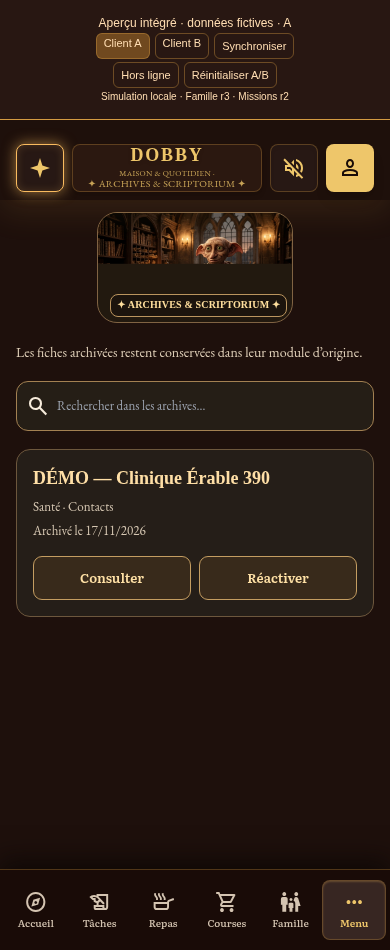 Aperçu intégré · données fictives · A
Client A
Client B
Synchroniser
Hors ligne
Réinitialiser A/B
Simulation locale · Famille r3 · Missions r2
DOBBY
MAISON & QUOTIDIEN ·
✦ ARCHIVES & SCRIPTORIUM ✦
✦ ARCHIVES & SCRIPTORIUM ✦
Les fiches archivées restent conservées dans leur module d’origine.
Rechercher dans les archives…
DÉMO — Clinique Érable 390
Santé · Contacts
Archivé le 17/11/2026
Consulter
Réactiver
Accueil
Tâches
Repas
Courses
Famille
Menu